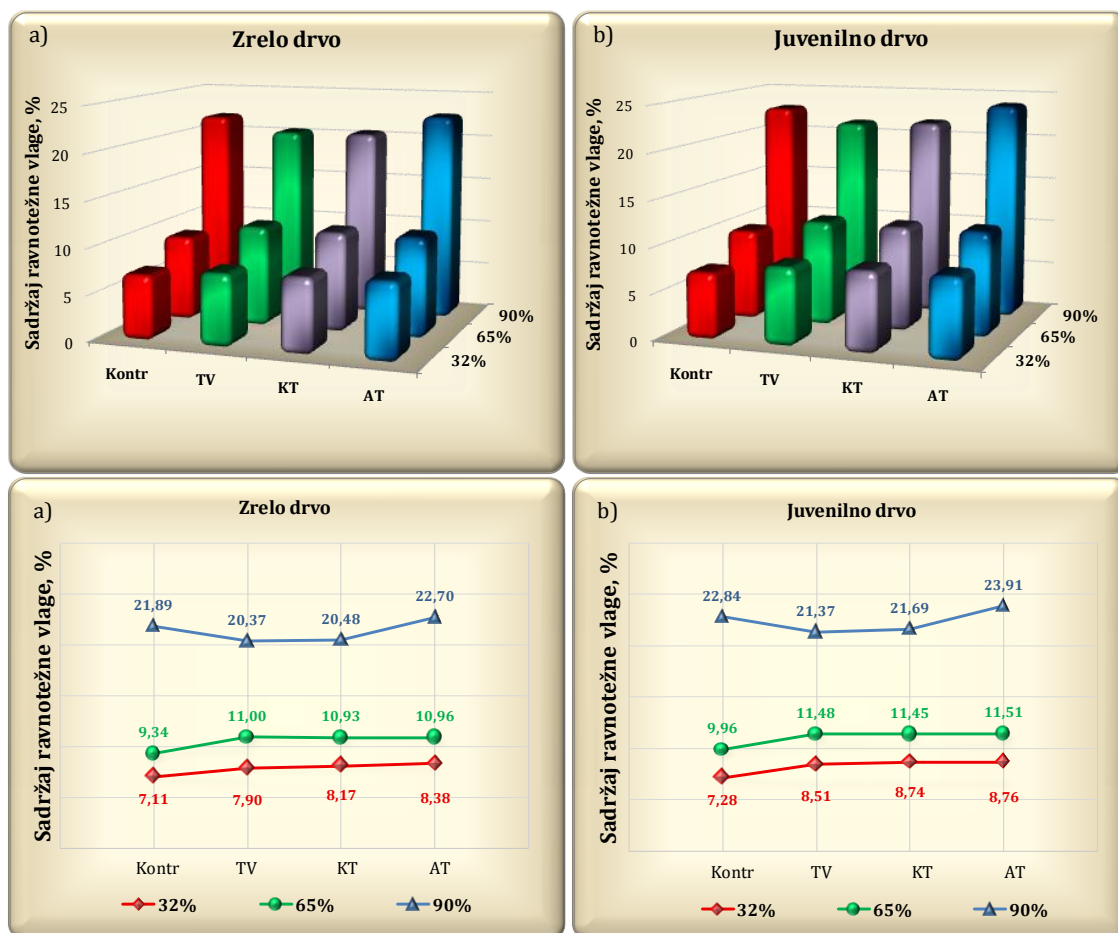 a)
Zrelo drvo
Sadržaj ravnotežne vlage, %
25
20
15
10
5
0
Kontr
TV
KT
AT
90%
65%
32%
b)
Juvenilno drvo
Sadržaj ravnotežne vlage, %
25
20
15
10
5
0
Kontr
TV
KT
AT
90%
65%
32%
a)
Zrelo drvo
Sadržaj ravnotežne vlage, %
21,89 20,37 20,48 22,70
9,34 11,00 10,93 10,96
7,11 7,90 8,17 8,38
Kontr TV KT AT
32% 65% 90%
b)
Juvenilno drvo
Sadržaj ravnotežne vlage, %
22,84 21,37 21,69 23,91
9,96 11,48 11,45 11,51
7,28 8,51 8,74 8,76
Kontr TV KT AT
32% 65% 90%